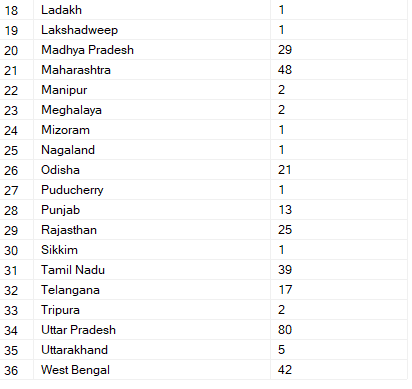 18 Ladakh 1
19 Lakshadweep 1
20 Madhya Pradesh 29
21 Maharashtra 48
22 Manipur 2
23 Meghalaya 2
24 Mizoram 1
25 Nagaland 1
26 Odisha 21
27 Puducherry 1
28 Punjab 13
29 Rajasthan 25
30 Sikkim 1
31 Tamil Nadu 39
32 Telangana 17
33 Tripura 2
34 Uttar Pradesh 80
35 Uttarakhand 5
36 West Bengal 42